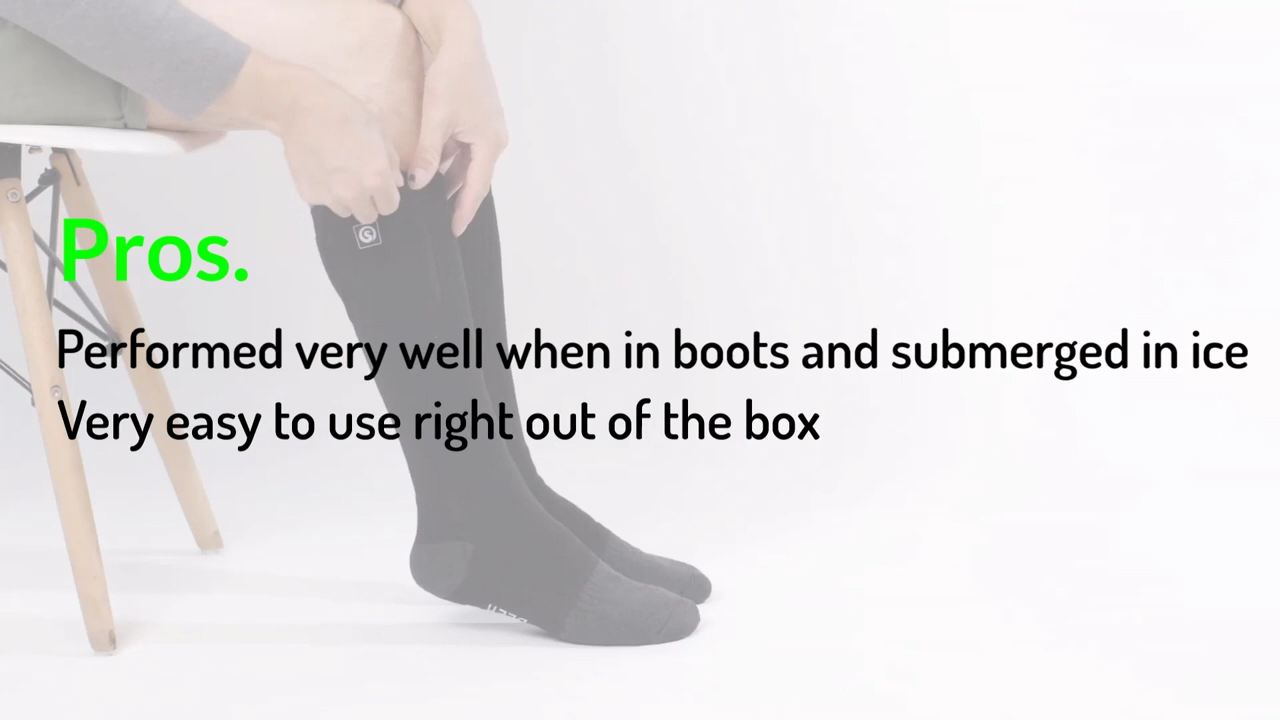 Pros.
Performed very well when in boots and submerged in ice
Very easy to use right out of the box